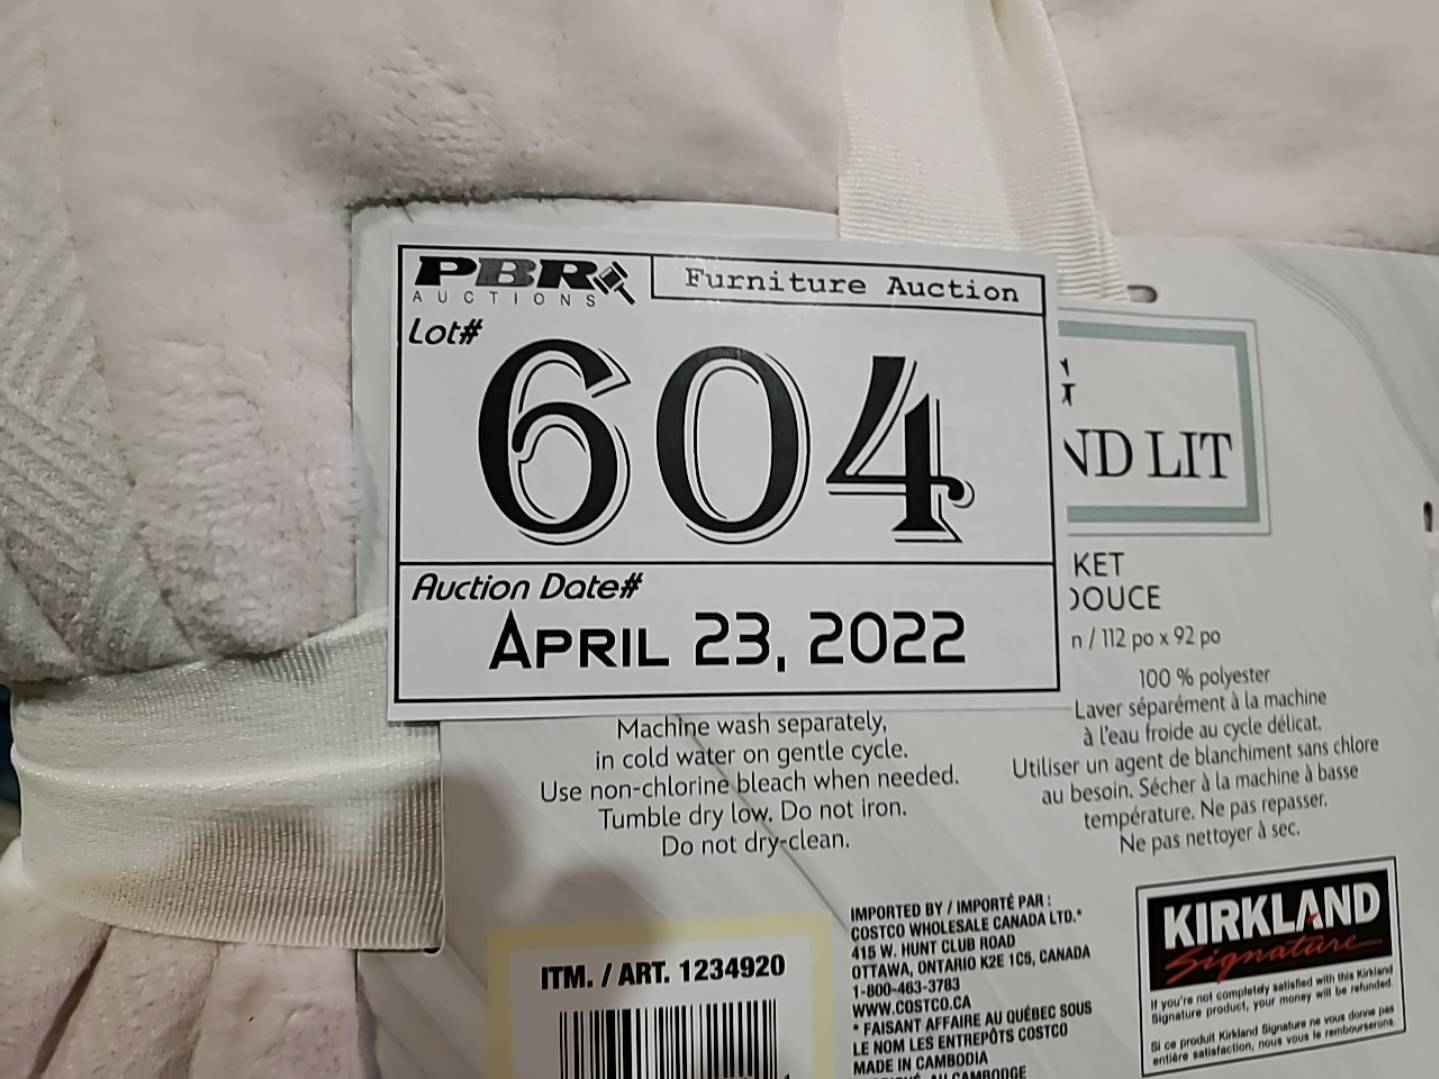 PBR
AUCTIONS
Furniture Auction
Lot#
604
Auction Date#
APRIL 23, 2022
G
ND LIT
KET
DOUCE
n / 112 po x 92 po
100 % polyester
Laver séparément à la machine
à l'eau froide au cycle délicat.
Utiliser un agent de blanchiment sans chlore
au besoin. Sécher à la machine à basse
température. Ne pas repasser.
Ne pas nettoyer à sec.
Machine wash separately,
in cold water on gentle cycle.
Use non-chlorine bleach when needed.
Tumble dry low. Do not iron.
Do not dry-clean.
ITM. / ART. 1234920
IMPORTED BY / IMPORTÉ PAR :
COSTCO WHOLESALE CANADA LTD.*
415 W. HUNT CLUB ROAD
OTTAWA, ONTARIO K2E 1C5, CANADA
1-800-463-3783
WWW.COSTCO.CA
* FAISANT AFFAIRE AU QUÉBEC SOUS
LE NOM LES ENTREPÔTS COSTCO
MADE IN CAMBODIA
AU CAMBODGE
KIRKLAND
Signature
If you're not completely satisfied with this Kirkland
Signature product, your money will be refunded.
Si ce produit Kirkland Signature ne vous donne pas
entière satisfaction, nous vous le rembourserons.